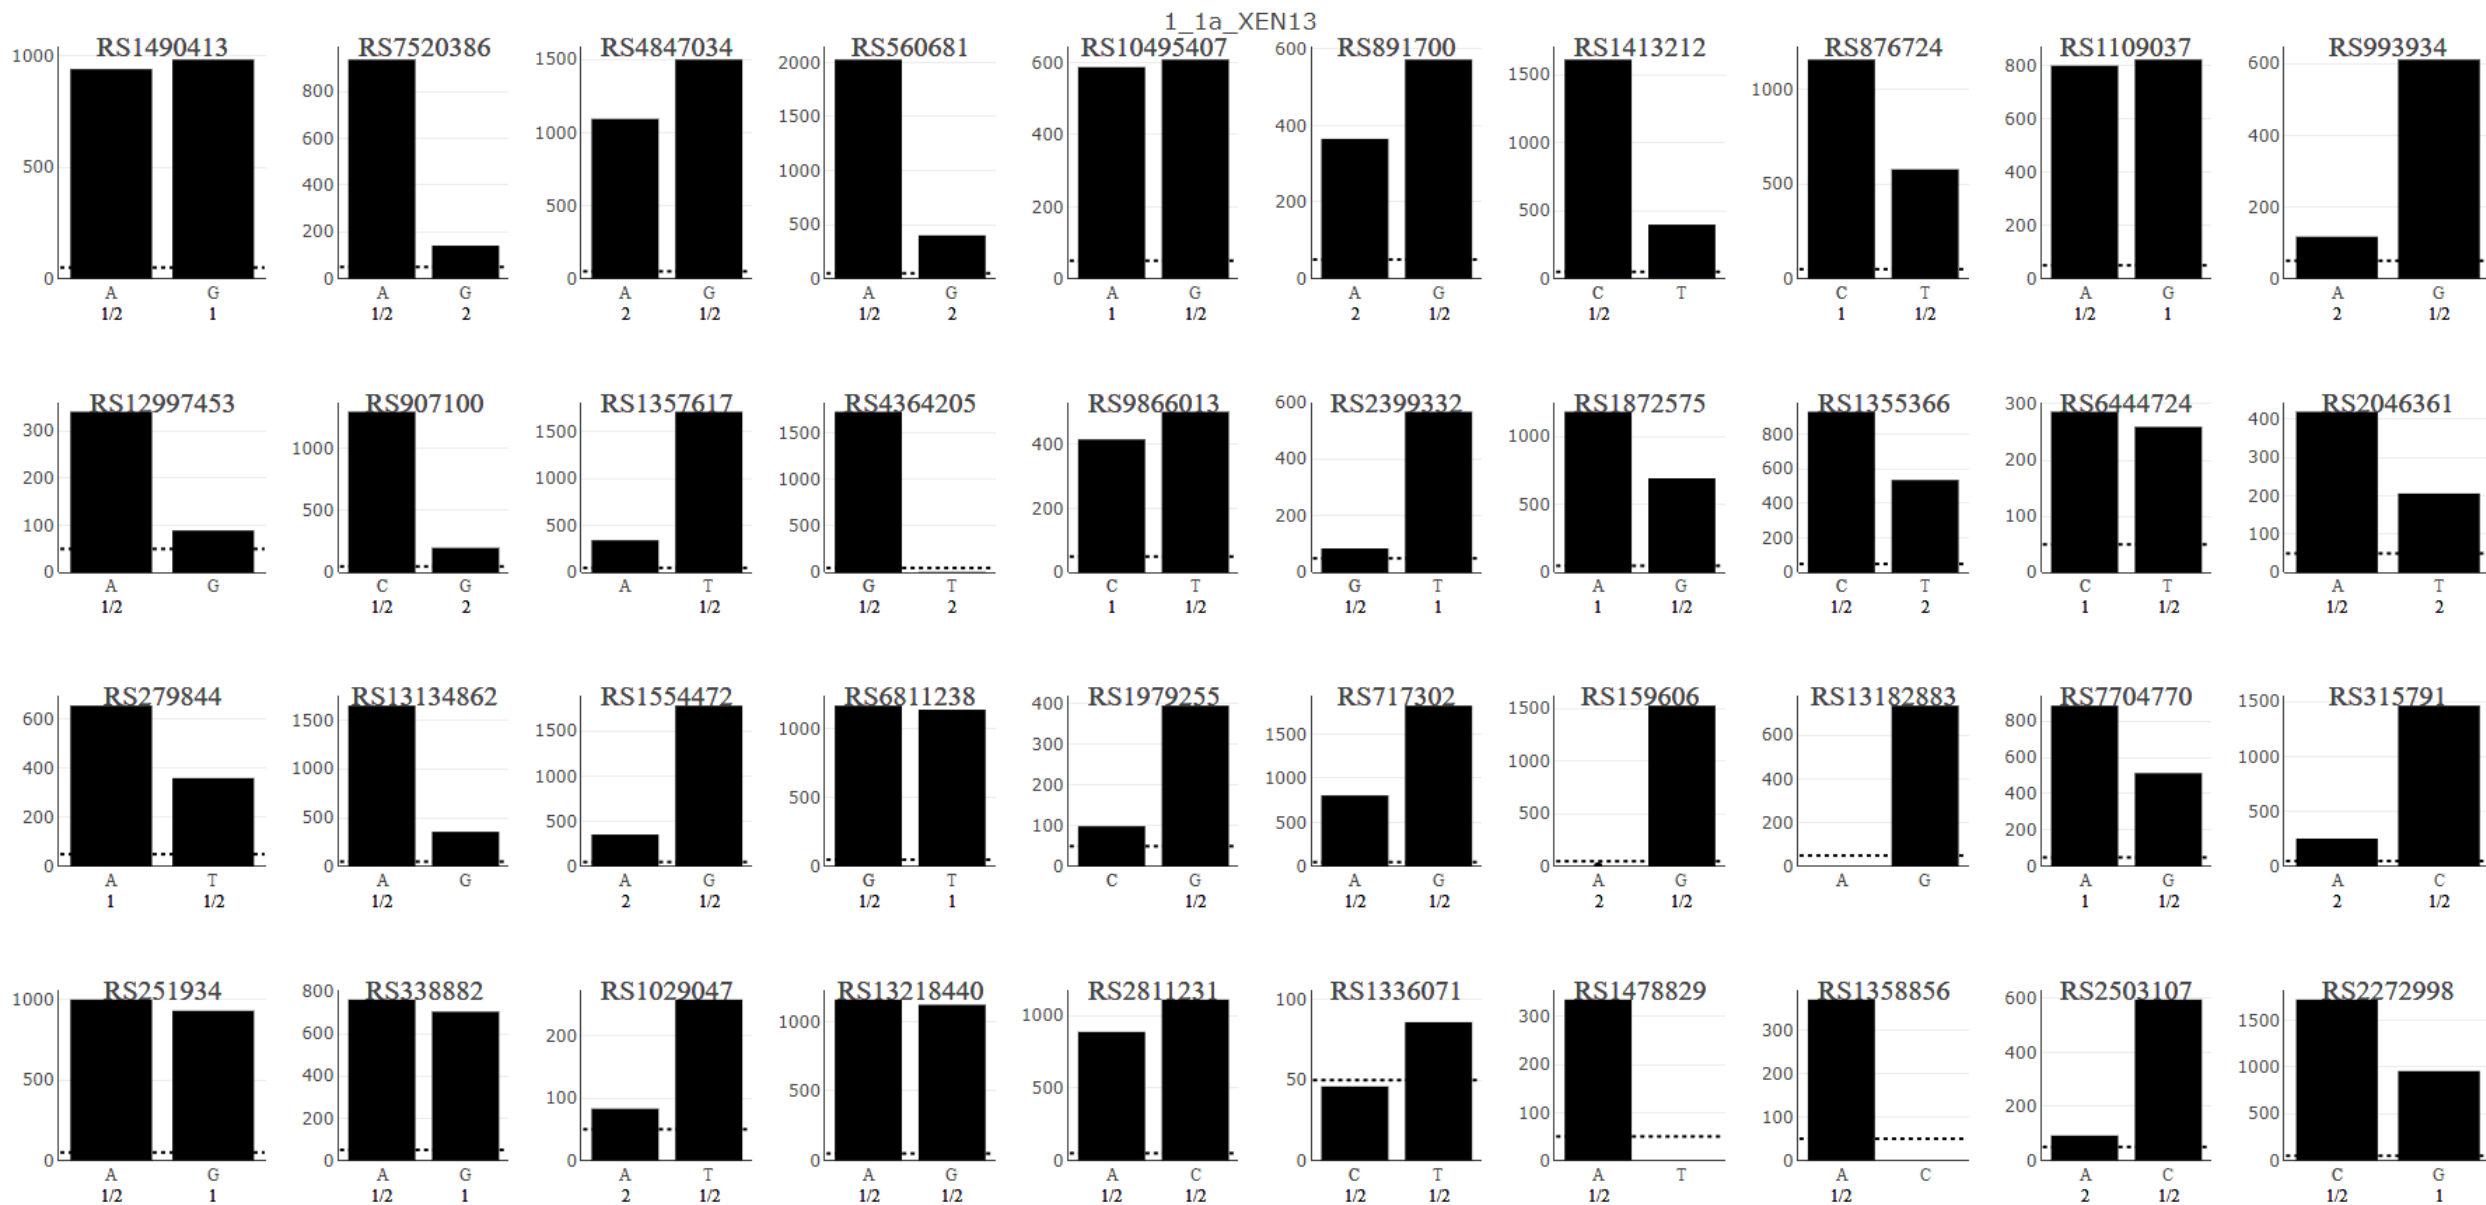 1_1a_XEN13
RS1490413
1000
500
0
A G
1/2 1
RS7520386
800
600
400
200
0
A G
1/2 2
RS4847034
1500
1000
500
0
A G
2 1/2
RS560681
2000
1500
1000
500
0
A G
1/2 2
RS10495407
600
400
200
0
A G
1 1/2
RS891700
600
400
200
0
A G
2 1/2
RS1413212
1500
1000
500
0
C T
1/2
RS876724
1000
500
0
C T
1 1/2
RS1109037
800
600
400
200
0
A G
1/2 1
RS993934
600
400
200
0
A G
2 1/2
RS12997453
300
200
100
0
A G
1/2
RS907100
1000
500
0
C G
1/2 2
RS1357617
1500
1000
500
0
A T
1/2
RS4364205
1500
1000
500
0
G T
1/2 2
RS9866013
400
200
0
C T
1 1/2
RS2399332
600
400
200
0
G T
1/2 1
RS1872575
1000
500
0
A G
1 1/2
RS1355366
800
600
400
200
0
C T
1/2 2
RS6444724
300
200
100
0
C T
1 1/2
RS2046361
400
300
200
100
0
A T
1/2 2
RS279844
600
400
200
0
A T
1 1/2
RS13134862
1500
1000
500
0
A G
1/2
RS1554472
1500
1000
500
0
A G
2 1/2
RS6811238
1000
500
0
G T
1/2 1
RS1979255
400
300
200
100
0
C G
1/2
RS717302
1500
1000
500
0
A G
1/2 1/2
RS159606
1500
1000
500
0
A G
2 1/2
RS13182883
600
400
200
0
A G
RS7704770
800
600
400
200
0
A G
1 1/2
RS315791
1500
1000
500
0
A C
2 1/2
RS251934
1000
500
0
A G
1/2 1
RS338882
800
600
400
200
0
A G
1/2 1
RS1029047
200
100
0
A T
2 1/2
RS13218440
1000
500
0
A G
1/2 1/2
RS2811231
1000
500
0
A C
1/2 1/2
RS1336071
100
50
0
C T
1/2 1/2
RS1478829
300
200
100
0
A T
1/2
RS1358856
300
200
100
0
A C
1/2
RS2503107
600
400
200
0
A C
2 1/2
RS2272998
1500
1000
500
0
C G
1/2 1